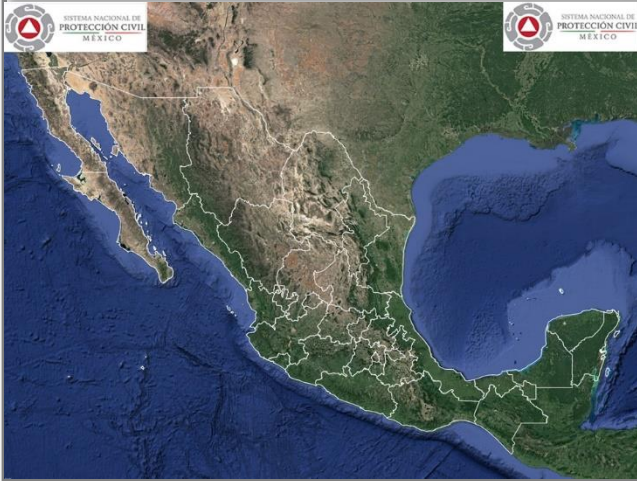 SISTEMA NACIONAL DE
PROTECCIÓN CIVIL
MÉXICO
SISTEMA NACIONAL DE
PROTECCIÓN CIVIL
MÉXICO